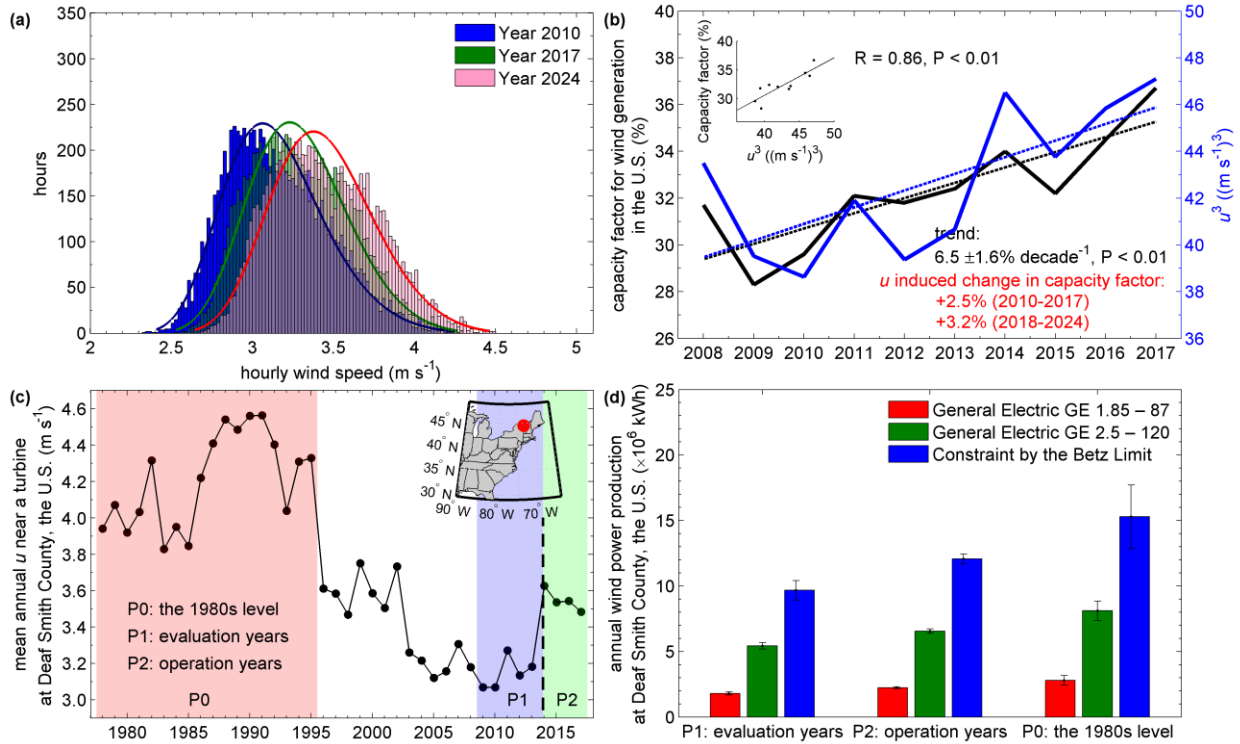 (a)
350
300
250
200
150
100
50
0
hours
Year 2010
Year 2017
Year 2024
2
2.5
3
3.5
4
4.5
5
hourly wind speed (m s⁻¹)
(b)
40
38
36
34
32
30
28
26
capacity factor for wind generation
in the U.S. (%)
Capacity factor (%)
35
30
40
50
u³ ((m s⁻¹)³)
R = 0.86, P < 0.01
trend:
6.5 ±1.6% decade⁻¹, P < 0.01
u induced change in capacity factor:
+2.5% (2010-2017)
+3.2% (2018-2024)
50
48
46
44
42
40
38
36
u³ ((m s⁻¹)³)
2008 2009 2010 2011 2012 2013 2014 2015 2016 2017
(c)
4.6
4.4
4.2
4.0
3.8
3.6
3.4
3.2
3.0
mean annual u near a turbine
at Deaf Smith County, the U.S. (m s⁻¹)
45° N
40° N
35° N
30° N
90° W
80° W
70° W
P0: the 1980s level
P1: evaluation years
P2: operation years
P0
P1
P2
1980 1985 1990 1995 2000 2005 2010 2015
(d)
25
20
15
10
5
0
annual wind power production
at Deaf Smith County, the U.S. (×10⁶ kWh)
General Electric GE 1.85 – 87
General Electric GE 2.5 – 120
Constraint by the Betz Limit
P1: evaluation years
P2: operation years
P0: the 1980s level